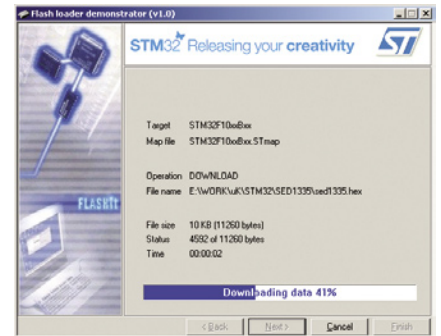 Flash loader demonstrator (v1.0)
STM32 Releasing your creativity
ST
Target STM32F10xxBxx
Map file STM32F10xxBxx.STmap
Operation DOWNLOAD
File name E:\WORK\uK\STM32\SED1335\sed1335.hex
FLASHIt
File size 10 KB (11260 bytes)
Status 4592 of 11260 bytes
Time 00:00:02
Downloading data 41%
< Back Next > Cancel Finish